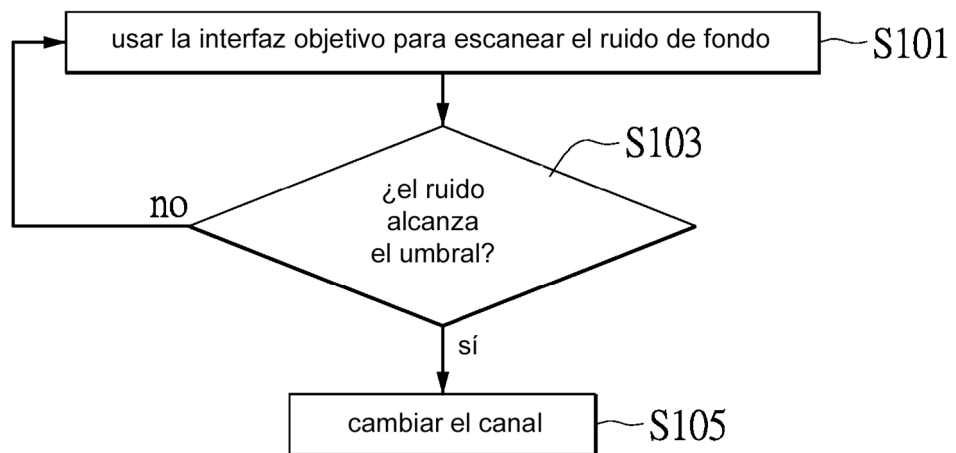 usar la interfaz objetivo para escanear el ruido de fondo
S101
S103
¿el ruido
alcanza
el umbral?
no
sí
cambiar el canal
S105